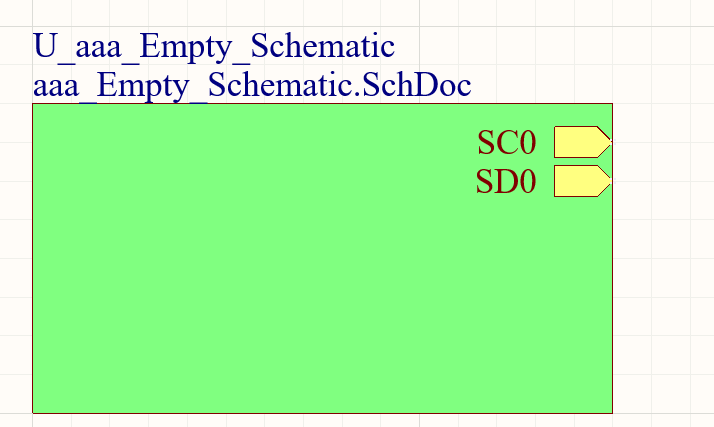 U_aaa_Empty_Schematic
aaa_Empty_Schematic.SchDoc
SC0
SD0